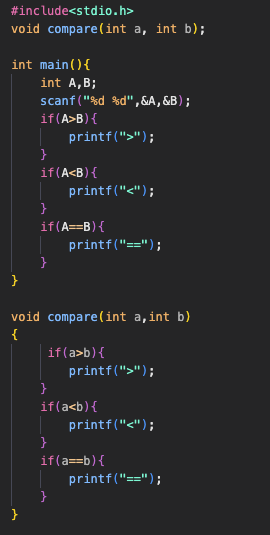 #include<stdio.h>
void compare(int a, int b);

int main(){
    int A,B;
    scanf("%d %d",&A,&B);
    if(A>B){
        printf(">");
    }
    if(A<B){
        printf("<");
    }
    if(A==B){
        printf("==");
    }
}

void compare(int a,int b)
{
     if(a>b){
        printf(">");
    }
    if(a<b){
        printf("<");
    }
    if(a==b){
        printf("==");
    }
}